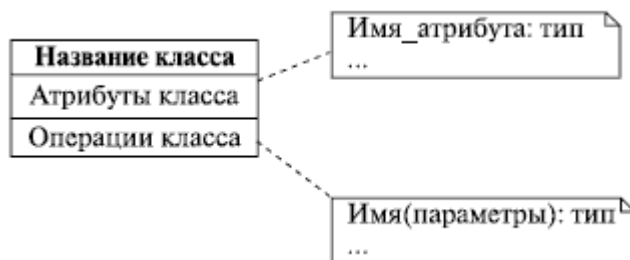 Имя_атрибута: тип
...
Название класса
Атрибуты класса
Операции класса
Имя(параметры): тип
...